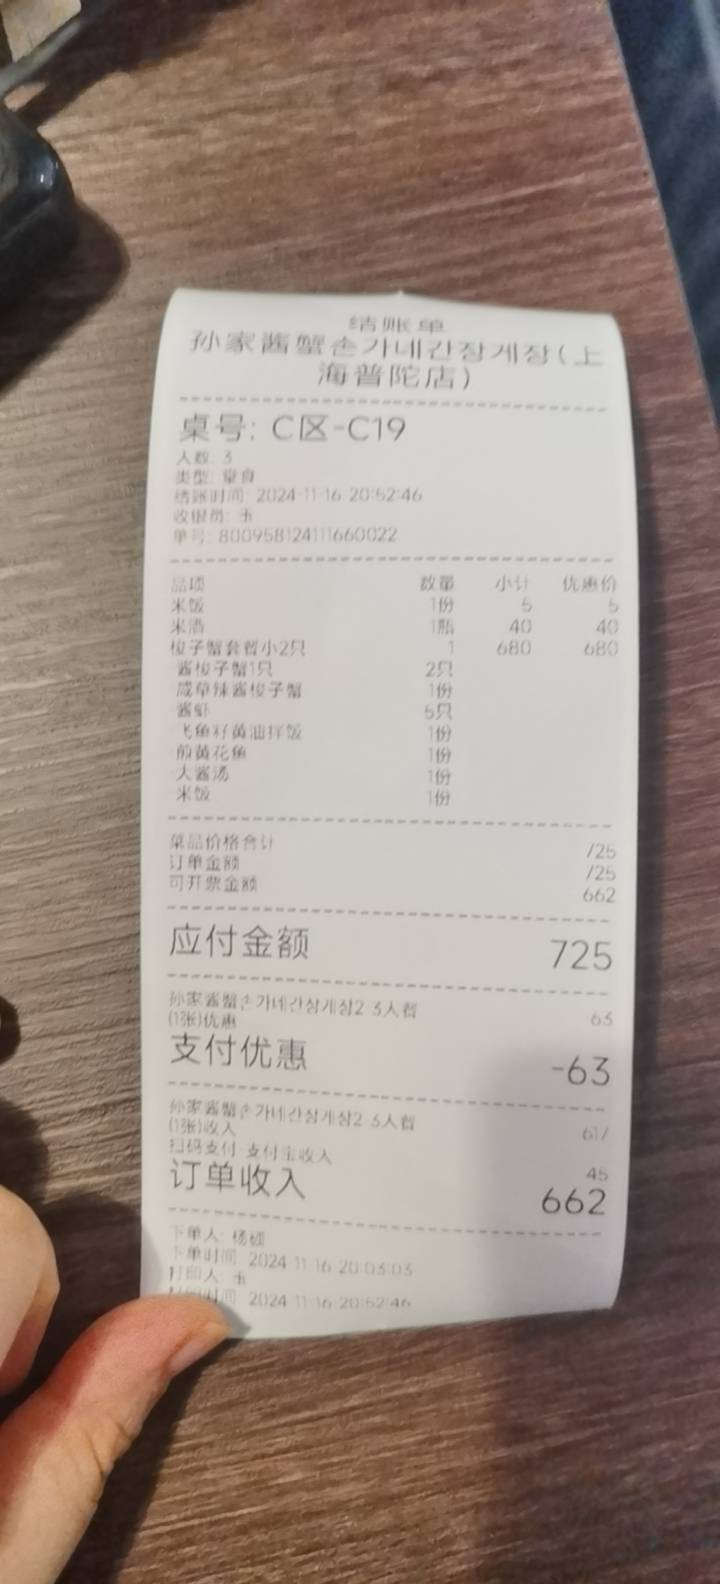 结账单
孙家酱蟹손가네간장게장(上
海普陀店)
桌号: C区-C19
人数: 3
类型: 堂食
结账时间: 2024-11-16 20:52:46
收银员: 玉
单号: 800958124111660022
品项 数量 小计 优惠价
米饭 1份 5 5
米酒 1瓶 40 40
梭子蟹套餐小2只 1 680 680
酱梭子蟹1只 2只
咸草辣酱梭子蟹 1份
酱虾 5只
飞鱼籽黄油拌饭 1份
煎黄花鱼 1份
大酱汤 1份
米饭 1份
菜品价格合计 725
订单金额 725
可开票金额 662
应付金额 725
孙家酱蟹손가네간장게장2-3人餐 63
(1张)优惠
支付优惠 -63
孙家酱蟹손가네간장게장2-3人餐 617
(1张)收入
扫码支付-支付宝收入 45
订单收入 662
下单人: 杨硕
下单时间: 2024-11-16 20:03:03
打印人: 玉
打印时间: 2024-11-16 20:52:46